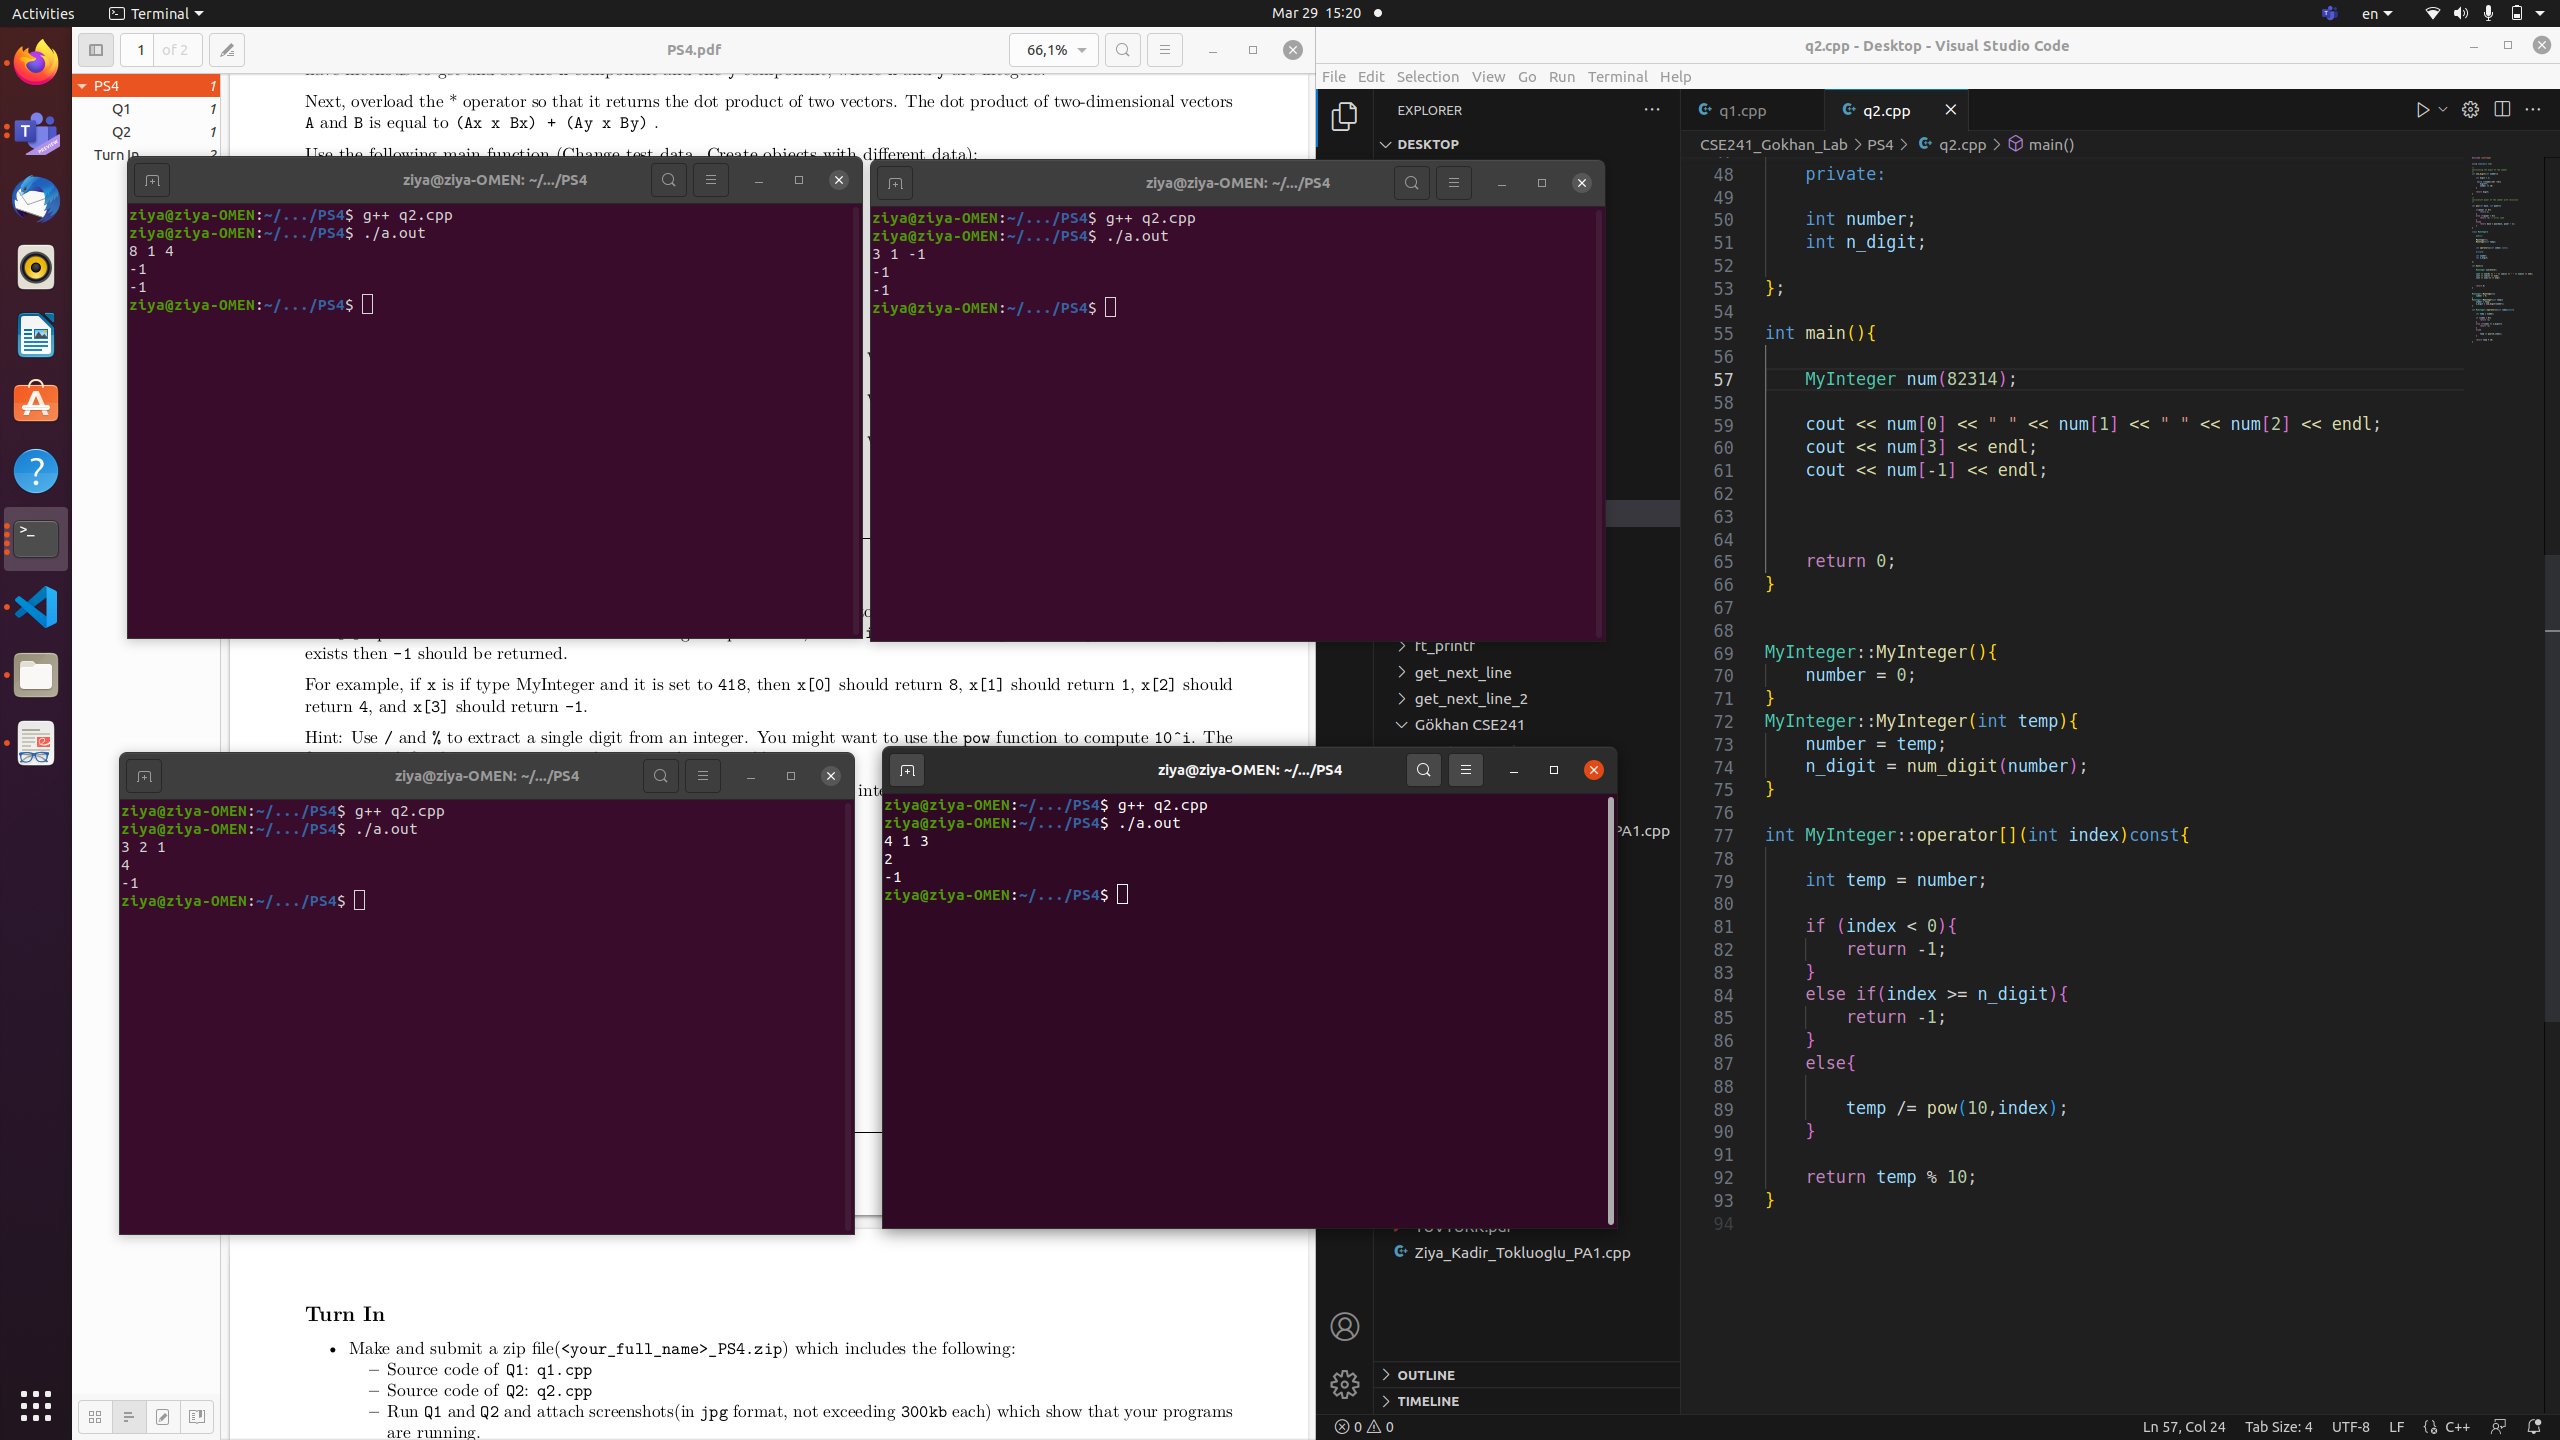 Activities
Terminal
Mar 29 15:20
en
1 of 2
PS4.pdf
66,1%
PS4 1
Q1 1
Q2 1
Turn In 2
Next, overload the * operator so that it returns the dot product of two vectors. The dot product of two-dimensional vectors
A and B is equal to (Ax x Bx) + (Ay x By) .
Use the following main function (Change test data. Create objects with different data):
ziya@ziya-OMEN: ~/.../PS4
ziya@ziya-OMEN:~/.../PS4$ g++ q2.cpp
ziya@ziya-OMEN:~/.../PS4$ ./a.out
8 1 4
-1
-1
ziya@ziya-OMEN:~/.../PS4$
ziya@ziya-OMEN: ~/.../PS4
ziya@ziya-OMEN:~/.../PS4$ g++ q2.cpp
ziya@ziya-OMEN:~/.../PS4$ ./a.out
3 1 -1
-1
-1
ziya@ziya-OMEN:~/.../PS4$
exists then -1 should be returned.
For example, if x is if type MyInteger and it is set to 418, then x[0] should return 8, x[1] should return 1, x[2] should
return 4, and x[3] should return -1.
Hint: Use / and % to extract a single digit from an integer. You might want to use the pow function to compute 10^i. The
ziya@ziya-OMEN: ~/.../PS4
ziya@ziya-OMEN:~/.../PS4$ g++ q2.cpp
ziya@ziya-OMEN:~/.../PS4$ ./a.out
3 2 1
4
-1
ziya@ziya-OMEN:~/.../PS4$
ziya@ziya-OMEN: ~/.../PS4
ziya@ziya-OMEN:~/.../PS4$ g++ q2.cpp
ziya@ziya-OMEN:~/.../PS4$ ./a.out
4 1 3
2
-1
ziya@ziya-OMEN:~/.../PS4$
Turn In
• Make and submit a zip file(<your_full_name>_PS4.zip) which includes the following:
– Source code of Q1: q1.cpp
– Source code of Q2: q2.cpp
– Run Q1 and Q2 and attach screenshots(in jpg format, not exceeding 300kb each) which show that your programs
are running.
q2.cpp - Desktop - Visual Studio Code
File Edit Selection View Go Run Terminal Help
EXPLORER
DESKTOP
ft_printf
get_next_line
get_next_line_2
Gökhan CSE241
PA1.cpp
Ziya_Kadir_Tokluoglu_PA1.cpp
OUTLINE
TIMELINE
q1.cpp
q2.cpp
CSE241_Gokhan_Lab > PS4 > q2.cpp > main()
48 private:
49
50 int number;
51 int n_digit;
52
53 };
54
55 int main(){
56
57 MyInteger num(82314);
58
59 cout << num[0] << " " << num[1] << " " << num[2] << endl;
60 cout << num[3] << endl;
61 cout << num[-1] << endl;
62
63
64
65 return 0;
66 }
67
68
69 MyInteger::MyInteger(){
70 number = 0;
71 }
72 MyInteger::MyInteger(int temp){
73 number = temp;
74 n_digit = num_digit(number);
75 }
76
77 int MyInteger::operator[](int index)const{
78
79 int temp = number;
80
81 if (index < 0){
82 return -1;
83 }
84 else if(index >= n_digit){
85 return -1;
86 }
87 else{
88
89 temp /= pow(10,index);
90 }
91
92 return temp % 10;
93 }
94
0 0
Ln 57, Col 24
Tab Size: 4
UTF-8
LF
C++